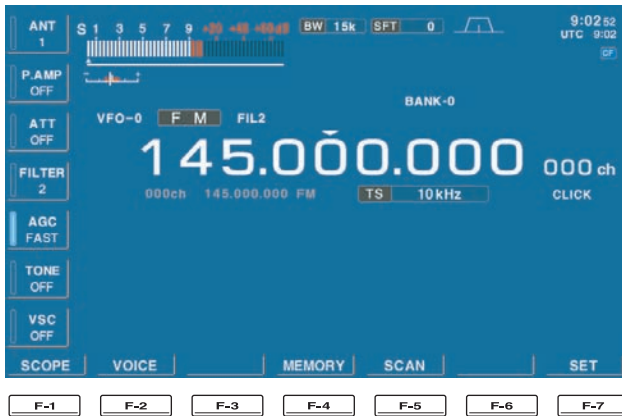 ANT
1
S 1 3 5 7 9 +20 +40 +60dB
BW 15k SFT 0
9:02 52
UTC 9:02
CF
P.AMP
OFF
BANK-0
ATT
OFF
VFO-0 FM FIL2
145.000.000 000 ch
FILTER
2
000ch 145.000.000 FM TS 10kHz CLICK
AGC
FAST
TONE
OFF
VSC
OFF
SCOPE VOICE MEMORY SCAN SET
F-1 F-2 F-3 F-4 F-5 F-6 F-7